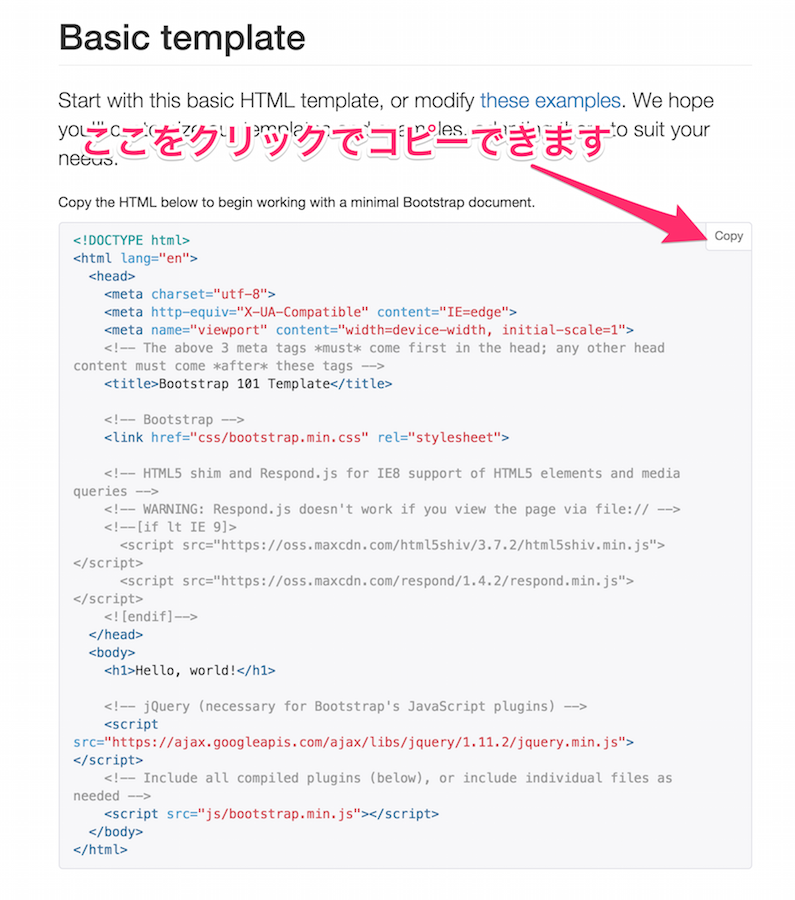 Basic template
Start with this basic HTML template, or modify these examples. We hope
ここをクリックでコピーできます
to suit your
needs.
Copy the HTML below to begin working with a minimal Bootstrap document.
Copy
<!DOCTYPE html>
<html lang="en">
  <head>
    <meta charset="utf-8">
    <meta http-equiv="X-UA-Compatible" content="IE=edge">
    <meta name="viewport" content="width=device-width, initial-scale=1">
    <!-- The above 3 meta tags *must* come first in the head; any other head
content must come *after* these tags -->
    <title>Bootstrap 101 Template</title>

    <!-- Bootstrap -->
    <link href="css/bootstrap.min.css" rel="stylesheet">

    <!-- HTML5 shim and Respond.js for IE8 support of HTML5 elements and media
queries -->
    <!-- WARNING: Respond.js doesn't work if you view the page via file:// -->
    <!--[if lt IE 9]>
      <script src="https://oss.maxcdn.com/html5shiv/3.7.2/html5shiv.min.js">
</script>
      <script src="https://oss.maxcdn.com/respond/1.4.2/respond.min.js">
</script>
    <![endif]-->
  </head>
  <body>
    <h1>Hello, world!</h1>

    <!-- jQuery (necessary for Bootstrap's JavaScript plugins) -->
    <script
src="https://ajax.googleapis.com/ajax/libs/jquery/1.11.2/jquery.min.js">
</script>
    <!-- Include all compiled plugins (below), or include individual files as
needed -->
    <script src="js/bootstrap.min.js"></script>
  </body>
</html>